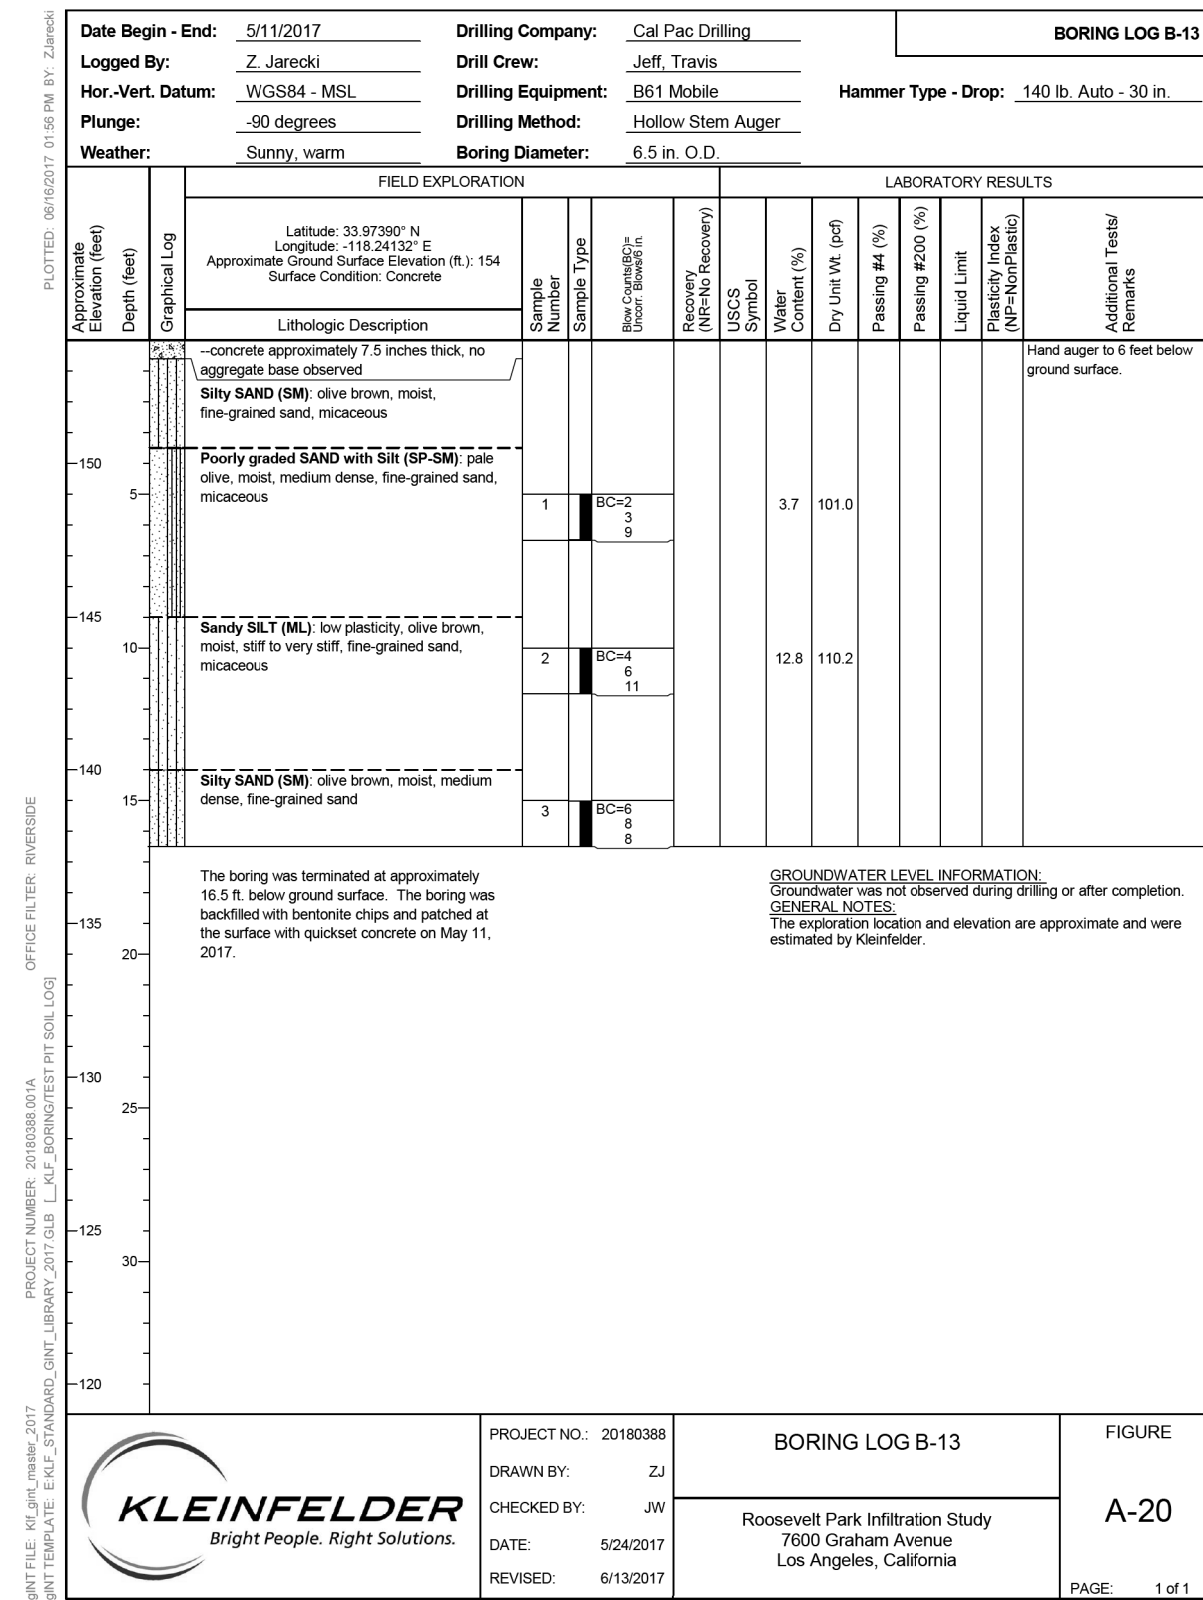 PLOTTED: 06/16/2017 01:56 PM BY: ZJarecki
OFFICE FILTER: RIVERSIDE
PROJECT NUMBER: 20180388.001A
gINT FILE: Klf_gint_master_2017
gINT TEMPLATE: E:KLF_STANDARD_GINT_LIBRARY_2017.GLB [__KLF_BORING/TEST PIT SOIL LOG]
Date Begin - End: 5/11/2017 Drilling Company: Cal Pac Drilling BORING LOG B-13
Logged By: Z. Jarecki Drill Crew: Jeff, Travis
Hor.-Vert. Datum: WGS84 - MSL Drilling Equipment: B61 Mobile Hammer Type - Drop: 140 lb. Auto - 30 in.
Plunge: -90 degrees Drilling Method: Hollow Stem Auger
Weather: Sunny, warm Boring Diameter: 6.5 in. O.D.
FIELD EXPLORATION LABORATORY RESULTS
Approximate
Elevation (feet)
Depth (feet)
Graphical Log
Latitude: 33.97390° N
Longitude: -118.24132° E
Approximate Ground Surface Elevation (ft.): 154
Surface Condition: Concrete
Lithologic Description
Sample
Number
Sample Type
Blow Counts(BC)=
Uncorr. Blows/6 in.
Recovery
(NR=No Recovery)
USCS
Symbol
Water
Content (%)
Dry Unit Wt. (pcf)
Passing #4 (%)
Passing #200 (%)
Liquid Limit
Plasticity Index
(NP=NonPlastic)
Additional Tests/
Remarks
--concrete approximately 7.5 inches thick, no
aggregate base observed
Hand auger to 6 feet below
ground surface.
Silty SAND (SM): olive brown, moist,
fine-grained sand, micaceous
150
Poorly graded SAND with Silt (SP-SM): pale
olive, moist, medium dense, fine-grained sand,
micaceous
5
1 BC=2 3.7 101.0
3
9
145
Sandy SILT (ML): low plasticity, olive brown,
moist, stiff to very stiff, fine-grained sand,
micaceous
10
2 BC=4 12.8 110.2
6
11
140
Silty SAND (SM): olive brown, moist, medium
dense, fine-grained sand
15
3 BC=6
8
8
The boring was terminated at approximately
16.5 ft. below ground surface. The boring was
backfilled with bentonite chips and patched at
the surface with quickset concrete on May 11,
2017.
GROUNDWATER LEVEL INFORMATION:
Groundwater was not observed during drilling or after completion.
GENERAL NOTES:
The exploration location and elevation are approximate and were
estimated by Kleinfelder.
135
20
130
25
125
30
120
KLEINFELDER
Bright People. Right Solutions.
PROJECT NO.: 20180388
DRAWN BY: ZJ
CHECKED BY: JW
DATE: 5/24/2017
REVISED: 6/13/2017
BORING LOG B-13
Roosevelt Park Infiltration Study
7600 Graham Avenue
Los Angeles, California
FIGURE
A-20
PAGE: 1 of 1